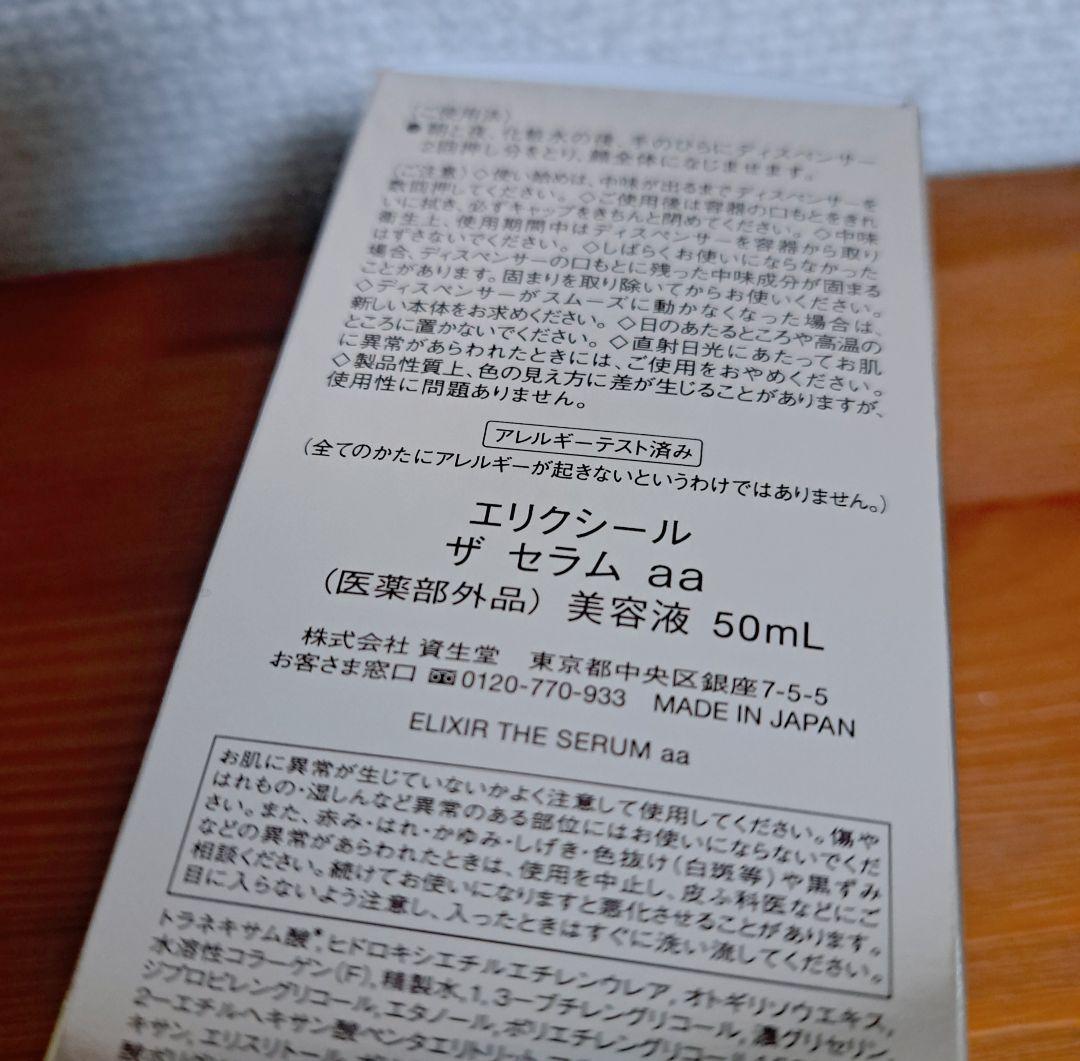 (ご使用法)
●朝と夜、化粧水の後、手のひらにディスペンサー
2回押し分をとり、顔全体になじませます。
(ご注意)◇使い始めは、中味が出るまでディスペンサーを
数回押してください。◇ご使用後は容器の口もとをきれ
いに拭き、必ずキャップをきちんと閉めてください。◇中味
衛生上、使用期間中はディスペンサーを容器から取り
はずさないでください。◇しばらくお使いにならなかった
場合、ディスペンサーの口もとに残った中味成分が固まる
ことがあります。固まりを取り除いてからお使いください。
◇ディスペンサーがスムーズに動かなくなった場合は、
新しい本体をお求めください。◇日のあたるところや高温の
ところに置かないでください。◇直射日光にあたってお肌
に異常があらわれたときには、ご使用をおやめください。
◇製品性質上、色の見え方に差が生じることがありますが、
使用性に問題ありません。
アレルギーテスト済み
(全てのかたにアレルギーが起きないというわけではありません。)
エリクシール
ザ セラム aa
(医薬部外品) 美容液 50mL
株式会社 資生堂 東京都中央区銀座7-5-5
お客さま窓口 0120-770-933 MADE IN JAPAN
ELIXIR THE SERUM aa
お肌に異常が生じていないかよく注意して使用してください。傷や
はれもの・湿しんなど異常のある部位にはお使いにならないでくだ
さい。また、赤み・はれ・かゆみ・しげき・色抜け(白斑等)や黒ずみ
などの異常があらわれたときは、使用を中止し、皮ふ科医などにご
相談ください。続けてお使いになりますと悪化させることがあります。
目に入らないよう注意し、入ったときはすぐに洗い流してください。
トラネキサム酸*, ヒドロキシエチルエチレンウレア, オトギリソウエキス,
水溶性コラーゲン(F), 精製水, 1,3-ブチレングリコール, 濃グリセリン,
ジプロピレングリコール, エタノール, ポリエチレングリコール
2-エチルヘキサン酸ペンタエリトリット
キサン, エリスリトール